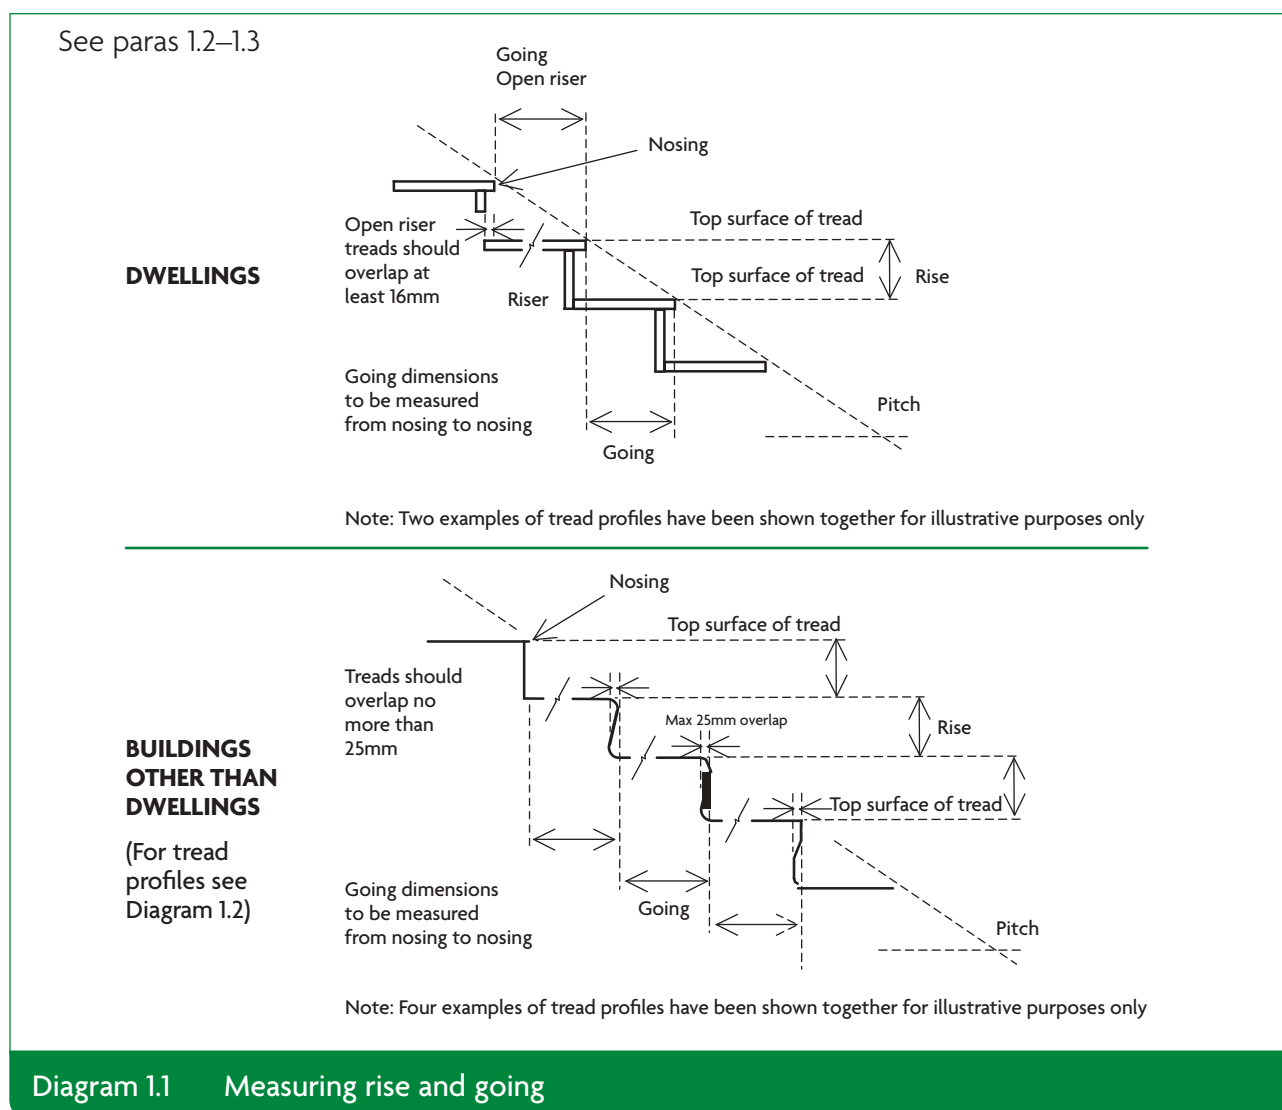 See paras 1.2–1.3
Going
Open riser
Nosing
Open riser
treads should
overlap at
least 16mm
Top surface of tread
DWELLINGS
Top surface of tread
Rise
Riser
Going dimensions
to be measured
from nosing to nosing
Pitch
Going
Note: Two examples of tread profiles have been shown together for illustrative purposes only
Nosing
Top surface of tread
Treads should
overlap no
more than
25mm
Max 25mm overlap
Rise
BUILDINGS
OTHER THAN
DWELLINGS
(For tread
profiles see
Diagram 1.2)
Top surface of tread
Going dimensions
to be measured
from nosing to nosing
Going
Pitch
Note: Four examples of tread profiles have been shown together for illustrative purposes only
Diagram 1.1 Measuring rise and going